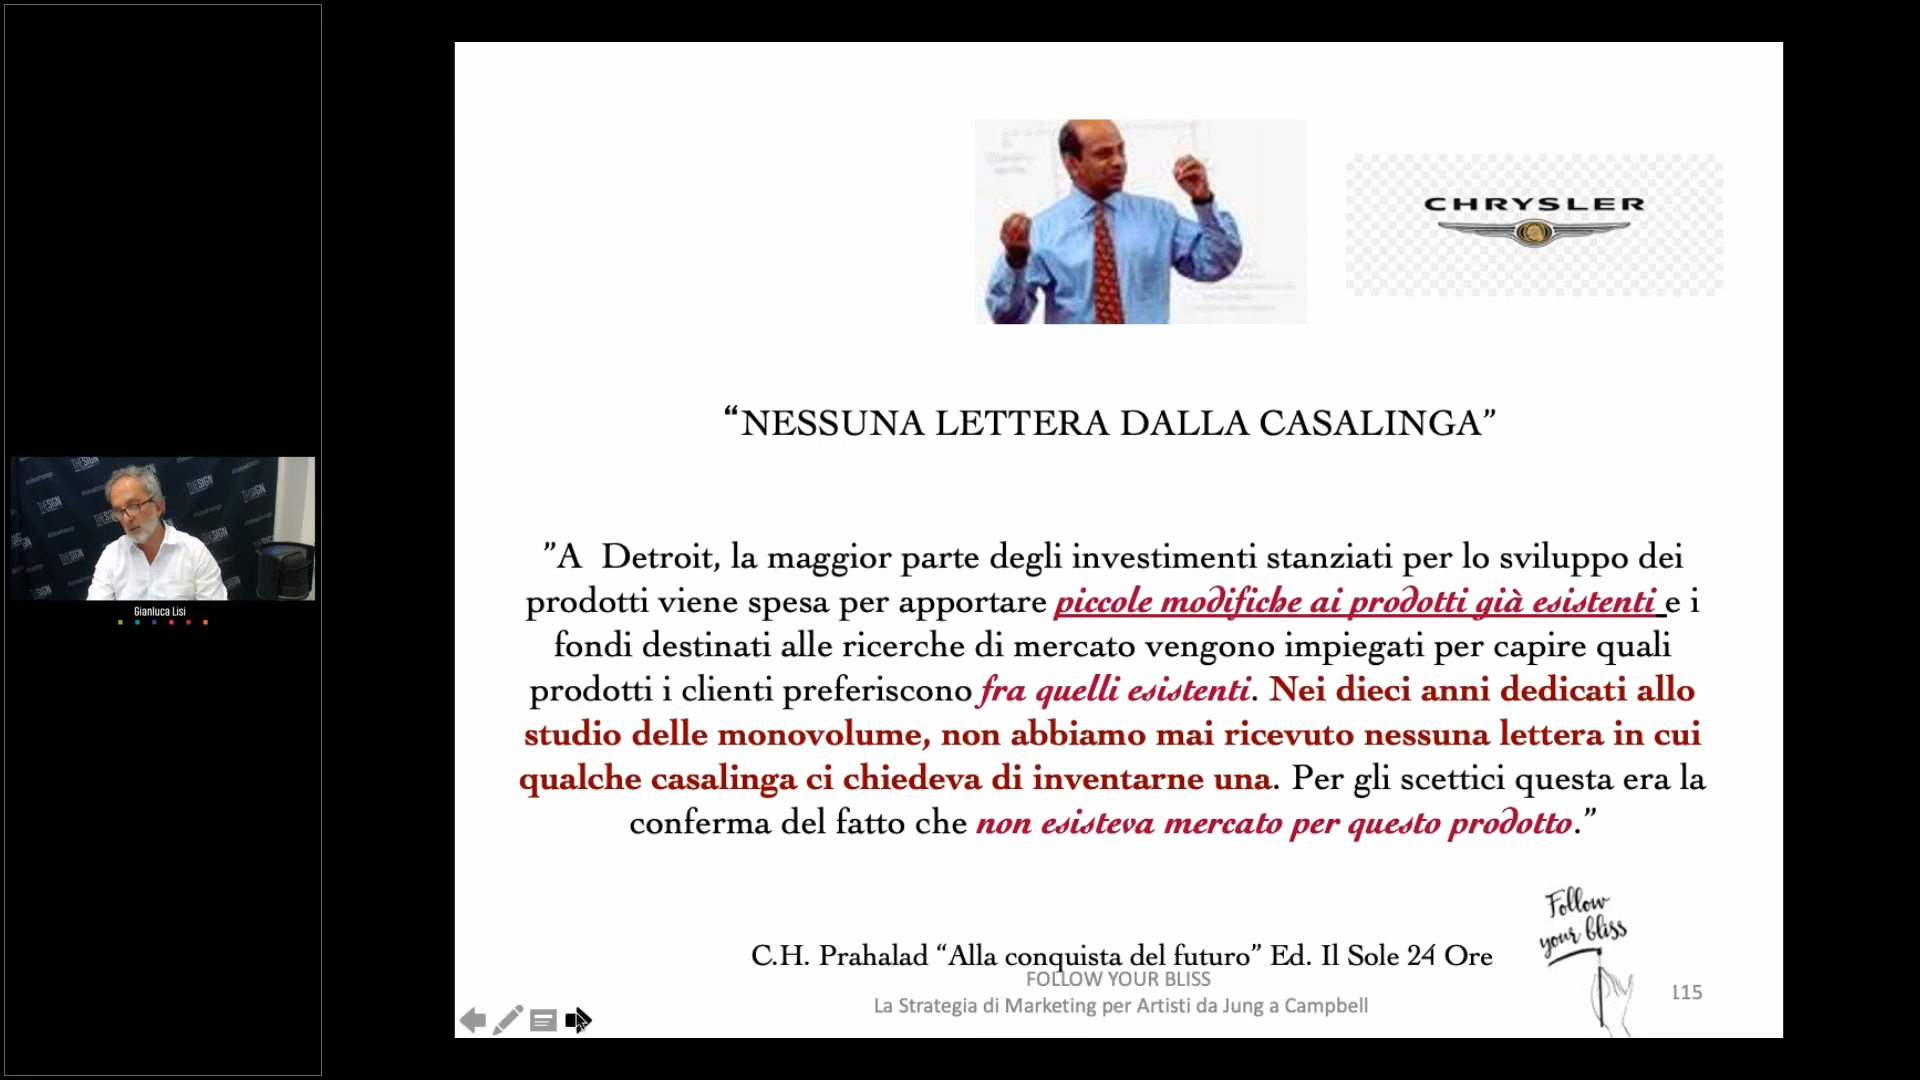 CHRYSLER
“NESSUNA LETTERA DALLA CASALINGA”
”A Detroit, la maggior parte degli investimenti stanziati per lo sviluppo dei
prodotti viene spesa per apportare piccole modifiche ai prodotti già esistenti e i
fondi destinati alle ricerche di mercato vengono impiegati per capire quali
prodotti i clienti preferiscono fra quelli esistenti. Nei dieci anni dedicati allo
studio delle monovolume, non abbiamo mai ricevuto nessuna lettera in cui
qualche casalinga ci chiedeva di inventarne una. Per gli scettici questa era la
conferma del fatto che non esisteva mercato per questo prodotto.”
C.H. Prahalad “Alla conquista del futuro” Ed. Il Sole 24 Ore
FOLLOW YOUR BLISS
La Strategia di Marketing per Artisti da Jung a Campbell
Follow
your bliss
115
THESIGN
THESIGN
THESIGN
THESIGN
THESIGN
Gianluca Lisi